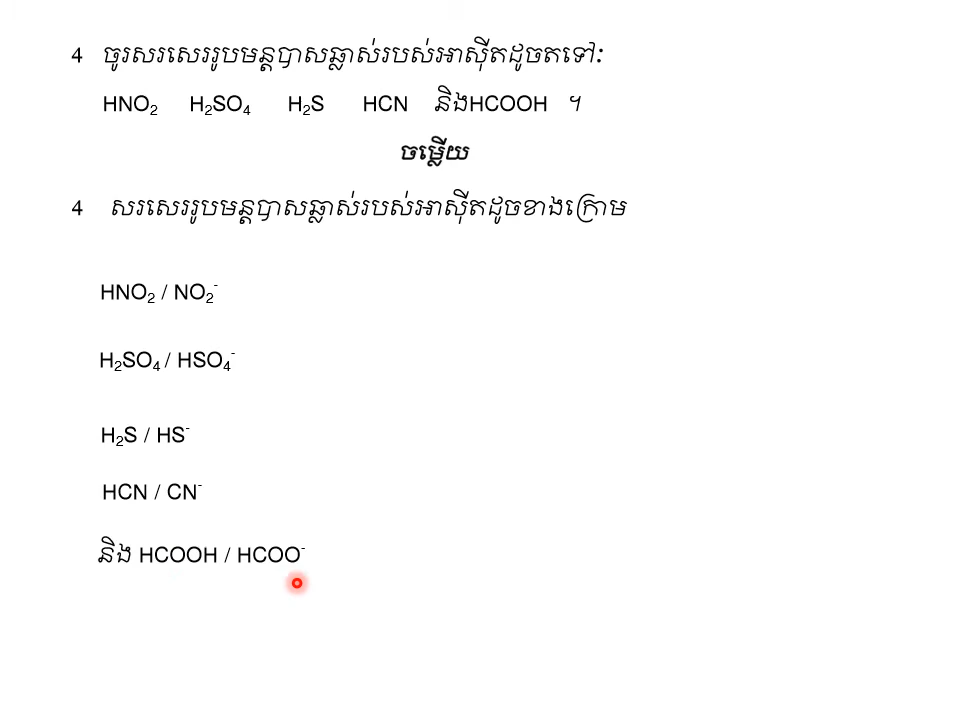 4 ចូរសរសេររូបមន្តបាសឆ្លាស់របស់អាស៊ីតដូចតទៅ៖
HNO₂ H₂SO₄ H₂S HCN និងHCOOH ។
ចម្លើយ
4 សរសេររូបមន្តបាសឆ្លាស់របស់អាស៊ីតដូចខាងក្រោម
HNO₂ / NO₂⁻
H₂SO₄ / HSO₄⁻
H₂S / HS⁻
HCN / CN⁻
និង HCOOH / HCOO⁻